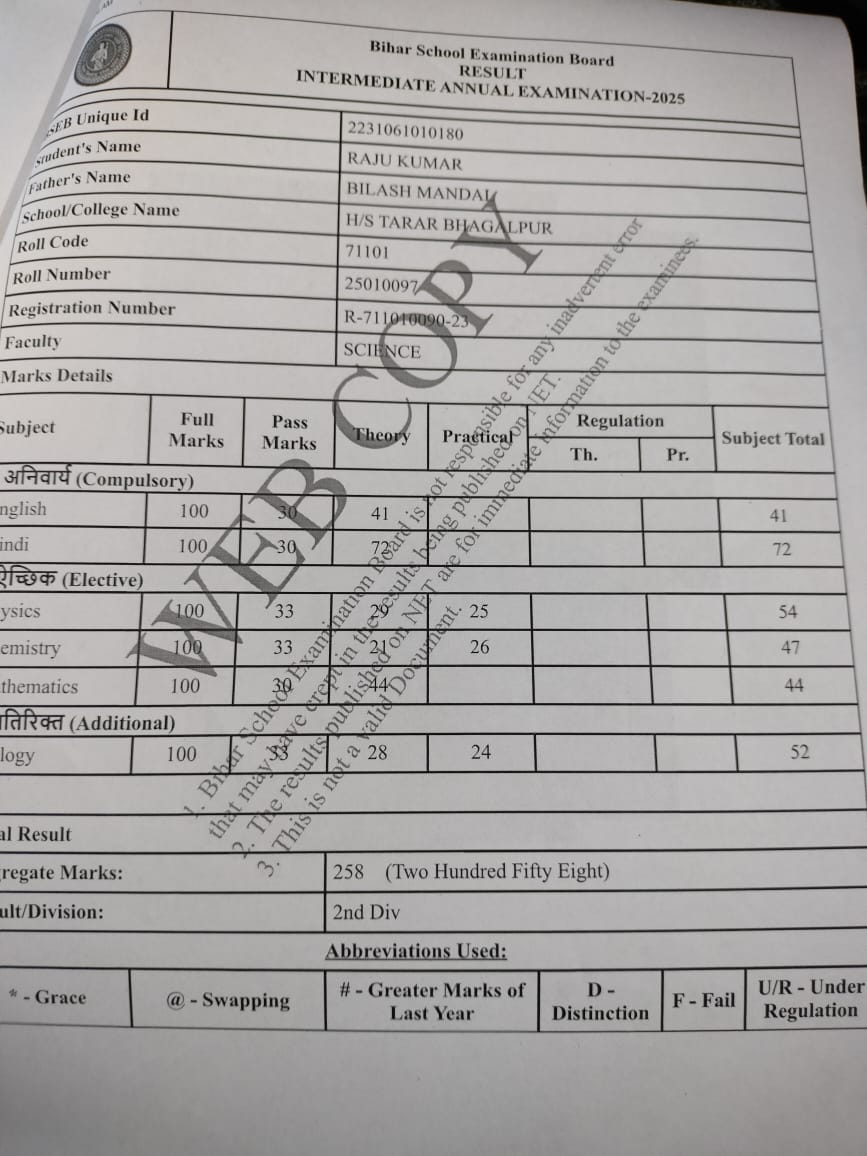 Bihar School Examination Board
RESULT
INTERMEDIATE ANNUAL EXAMINATION-2025
SEB Unique Id 2231061010180
Student's Name RAJU KUMAR
Father's Name BILASH MANDAL
School/College Name H/S TARAR BHAGALPUR
Roll Code 71101
Roll Number 25010097
Registration Number R-711010090-23
Faculty SCIENCE
Marks Details
Subject Full Marks Pass Marks Theory Practical Regulation Th. Pr. Subject Total
अनिवार्य (Compulsory)
nglish 100 30 41 41
indi 100 30 72 72
ऐच्छिक (Elective)
ysics 100 33 29 25 54
emistry 100 33 21 26 47
thematics 100 30 44 44
तिरिक्त (Additional)
logy 100 33 28 24 52
al Result
regate Marks: 258 (Two Hundred Fifty Eight)
ult/Division: 2nd Div
Abbreviations Used:
* - Grace @ - Swapping # - Greater Marks of Last Year D - Distinction F - Fail U/R - Under Regulation
WEB COPY
1. Bihar School Examination Board is not responsible for any inadvertent error
that may have crept in the results being published on NET.
2. The results published on NET are for immediate information to the examinees.
3. This is not a valid Document.